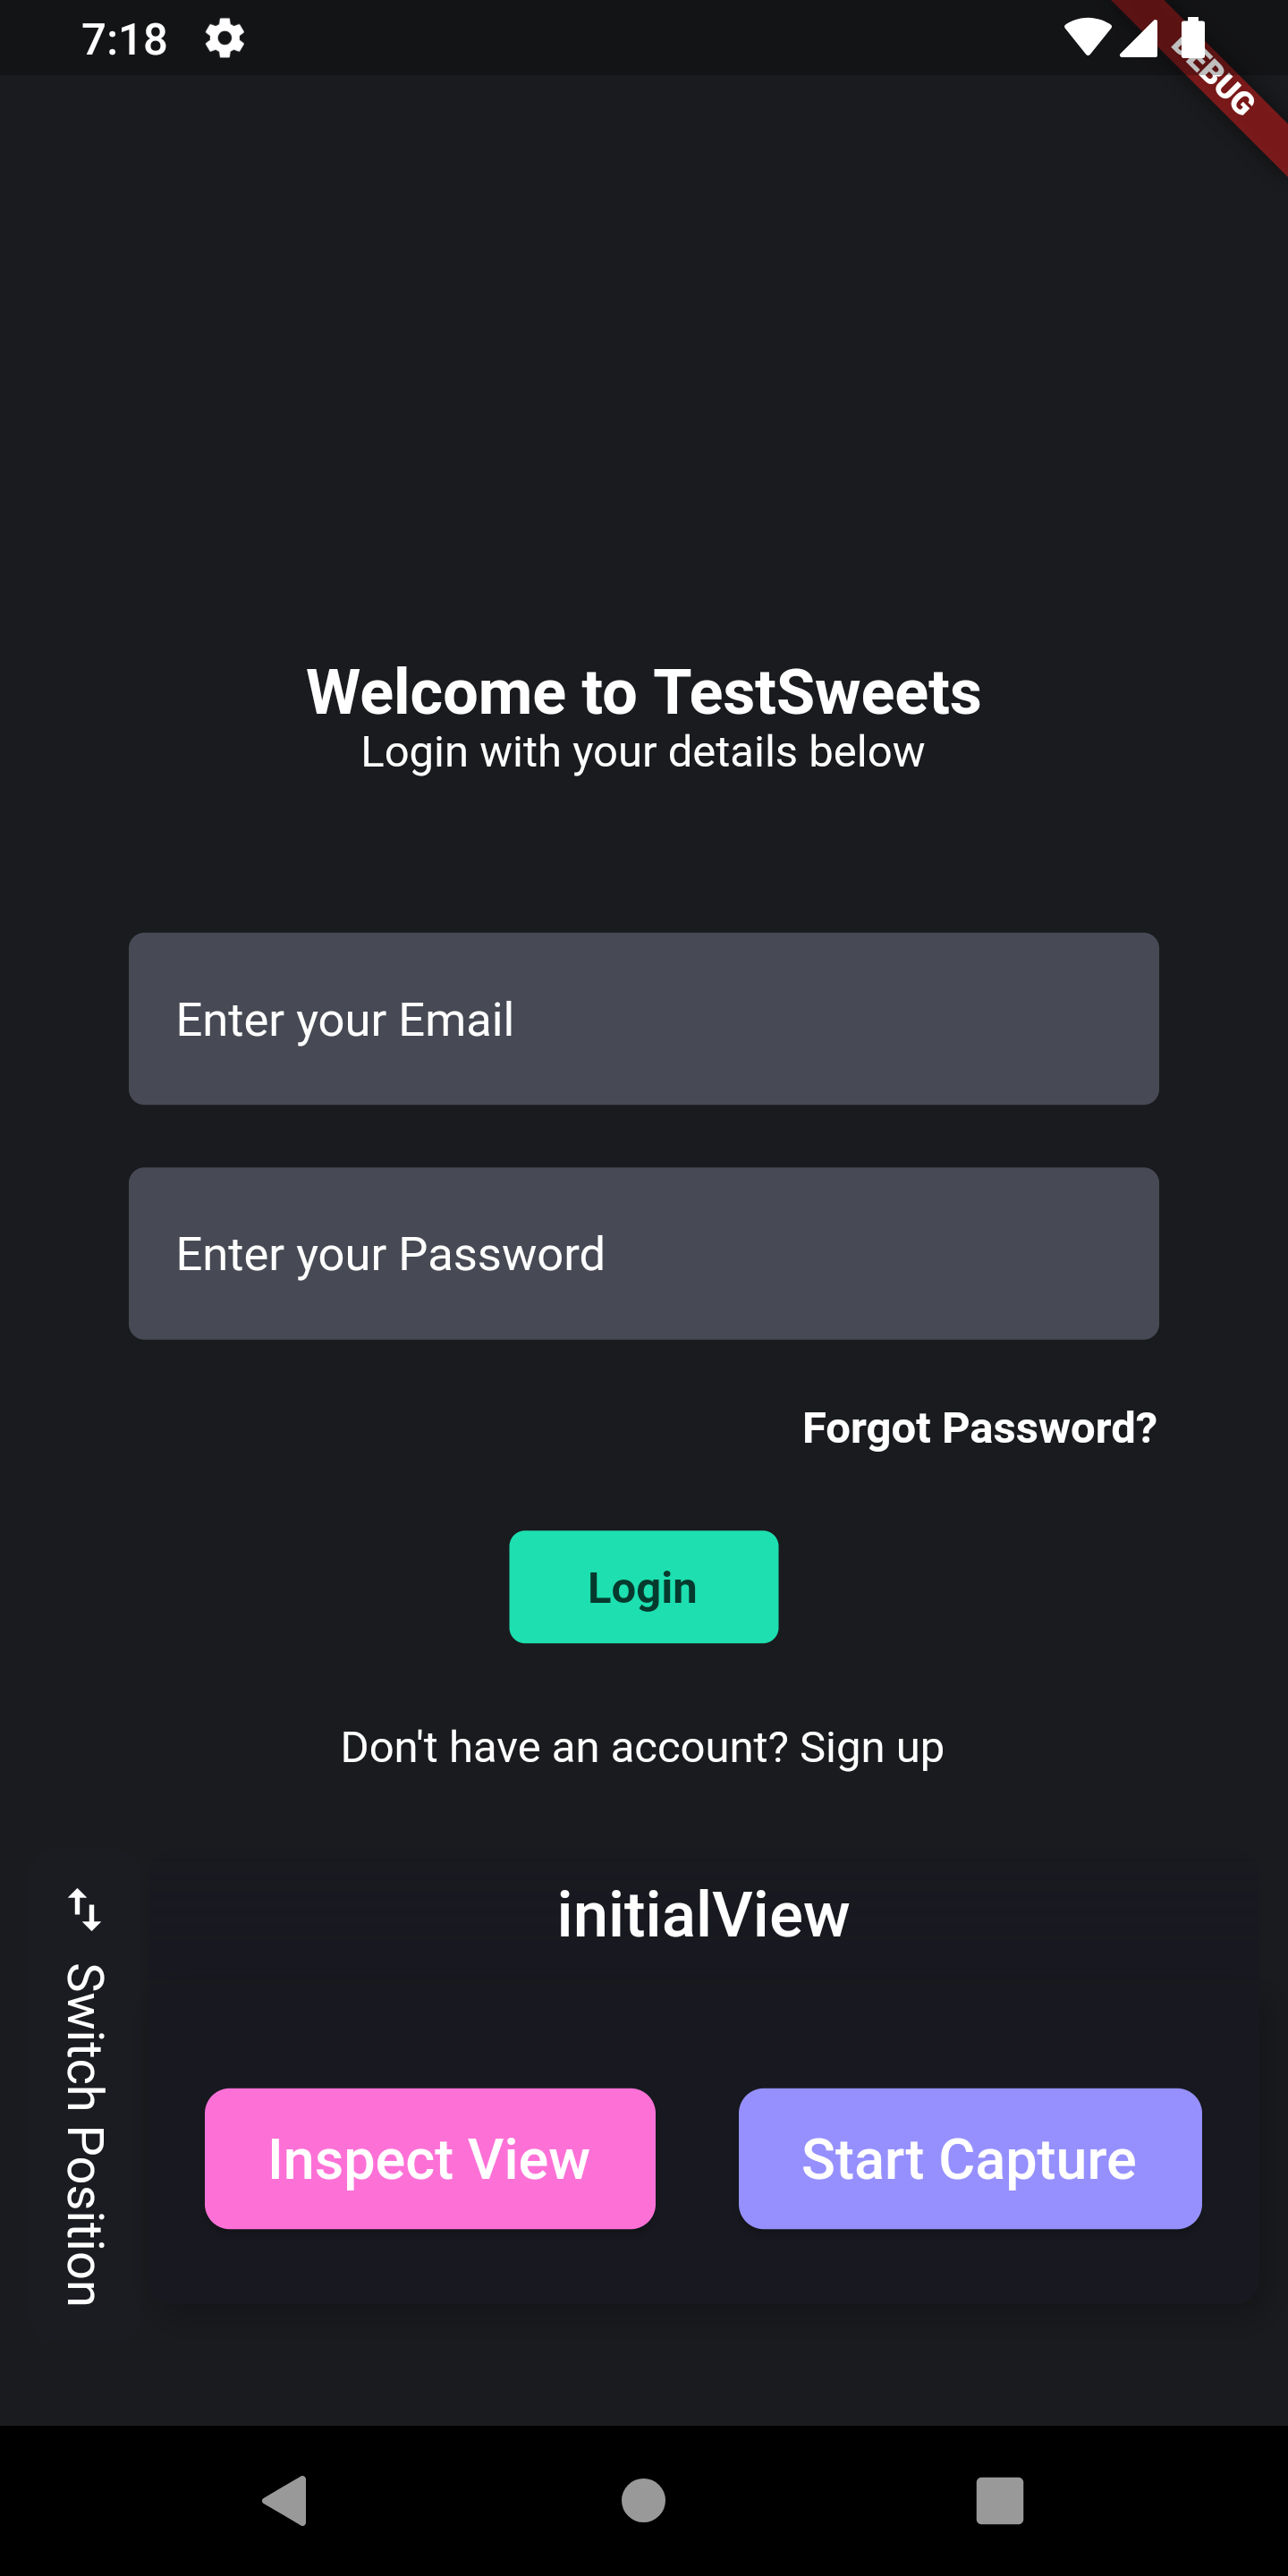 7:18
DEBUG
Welcome to TestSweets
Login with your details below
Enter your Email
Enter your Password
Forgot Password?
Login
Don't have an account? Sign up
initialView
Switch Position
Inspect View
Start Capture